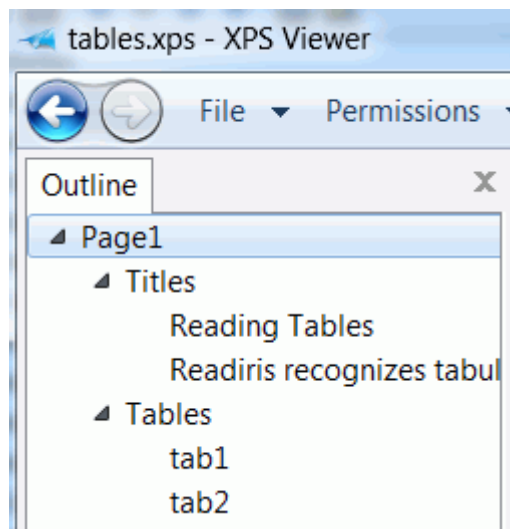 tables.xps - XPS Viewer
File Permissions
Outline
Page1
Titles
Reading Tables
Readiris recognizes tabul
Tables
tab1
tab2